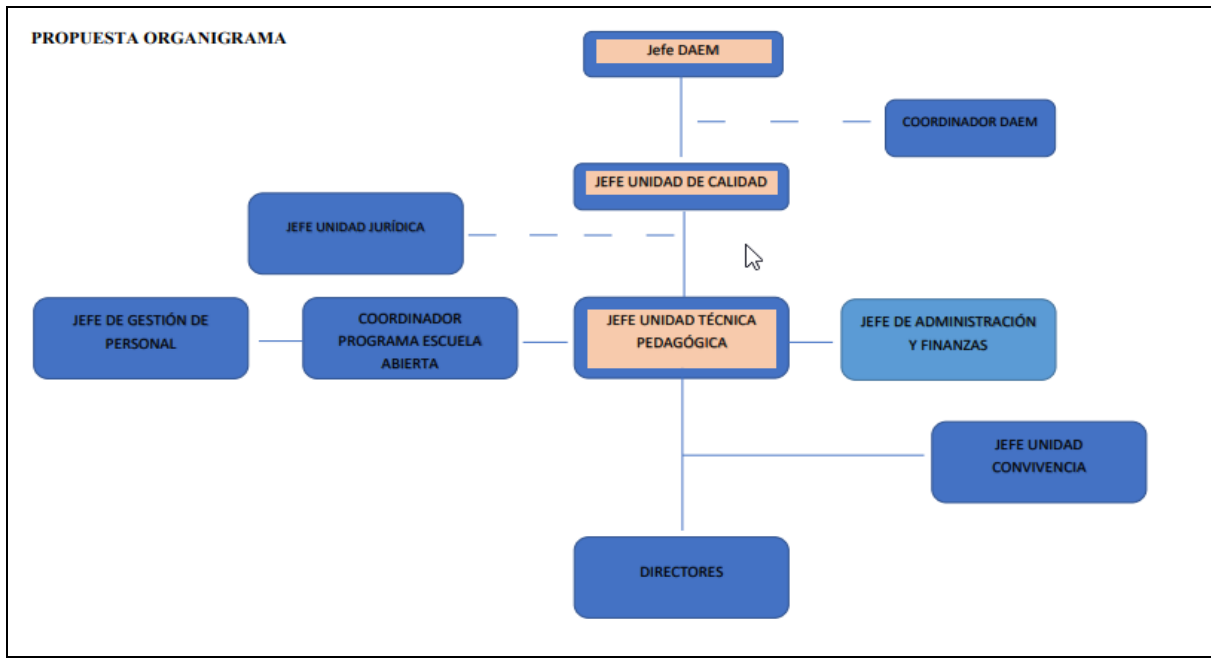 PROPUESTA ORGANIGRAMA
Jefe DAEM
COORDINADOR DAEM
JEFE UNIDAD DE CALIDAD
JEFE UNIDAD JURÍDICA
JEFE DE GESTIÓN DE
PERSONAL
COORDINADOR
PROGRAMA ESCUELA
ABIERTA
JEFE UNIDAD TÉCNICA
PEDAGÓGICA
JEFE DE ADMINISTRACIÓN
Y FINANZAS
JEFE UNIDAD
CONVIVENCIA
DIRECTORES